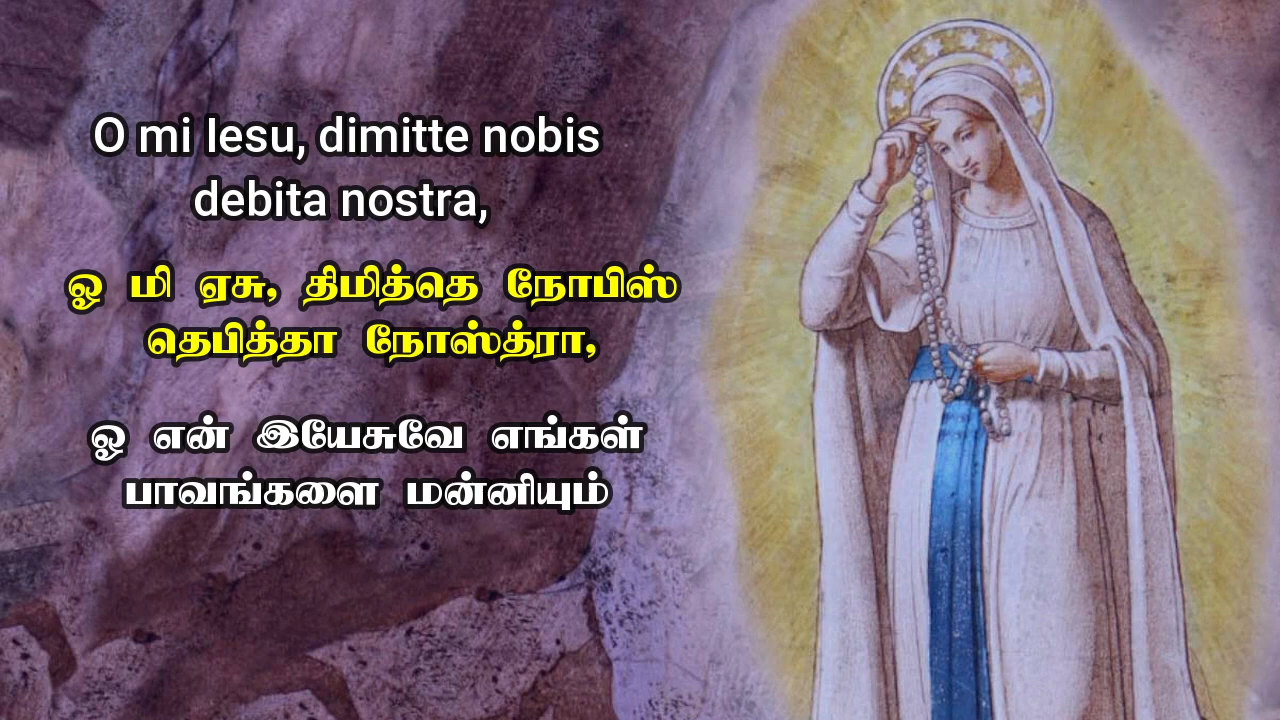 O mi Iesu, dimitte nobis
debita nostra,
ஓ மி ஏசு, திமித்தெ நோபிஸ்
தெபித்தா நோஸ்த்ரா,
ஓ என் இயேசுவே எங்கள்
பாவங்களை மன்னியும்